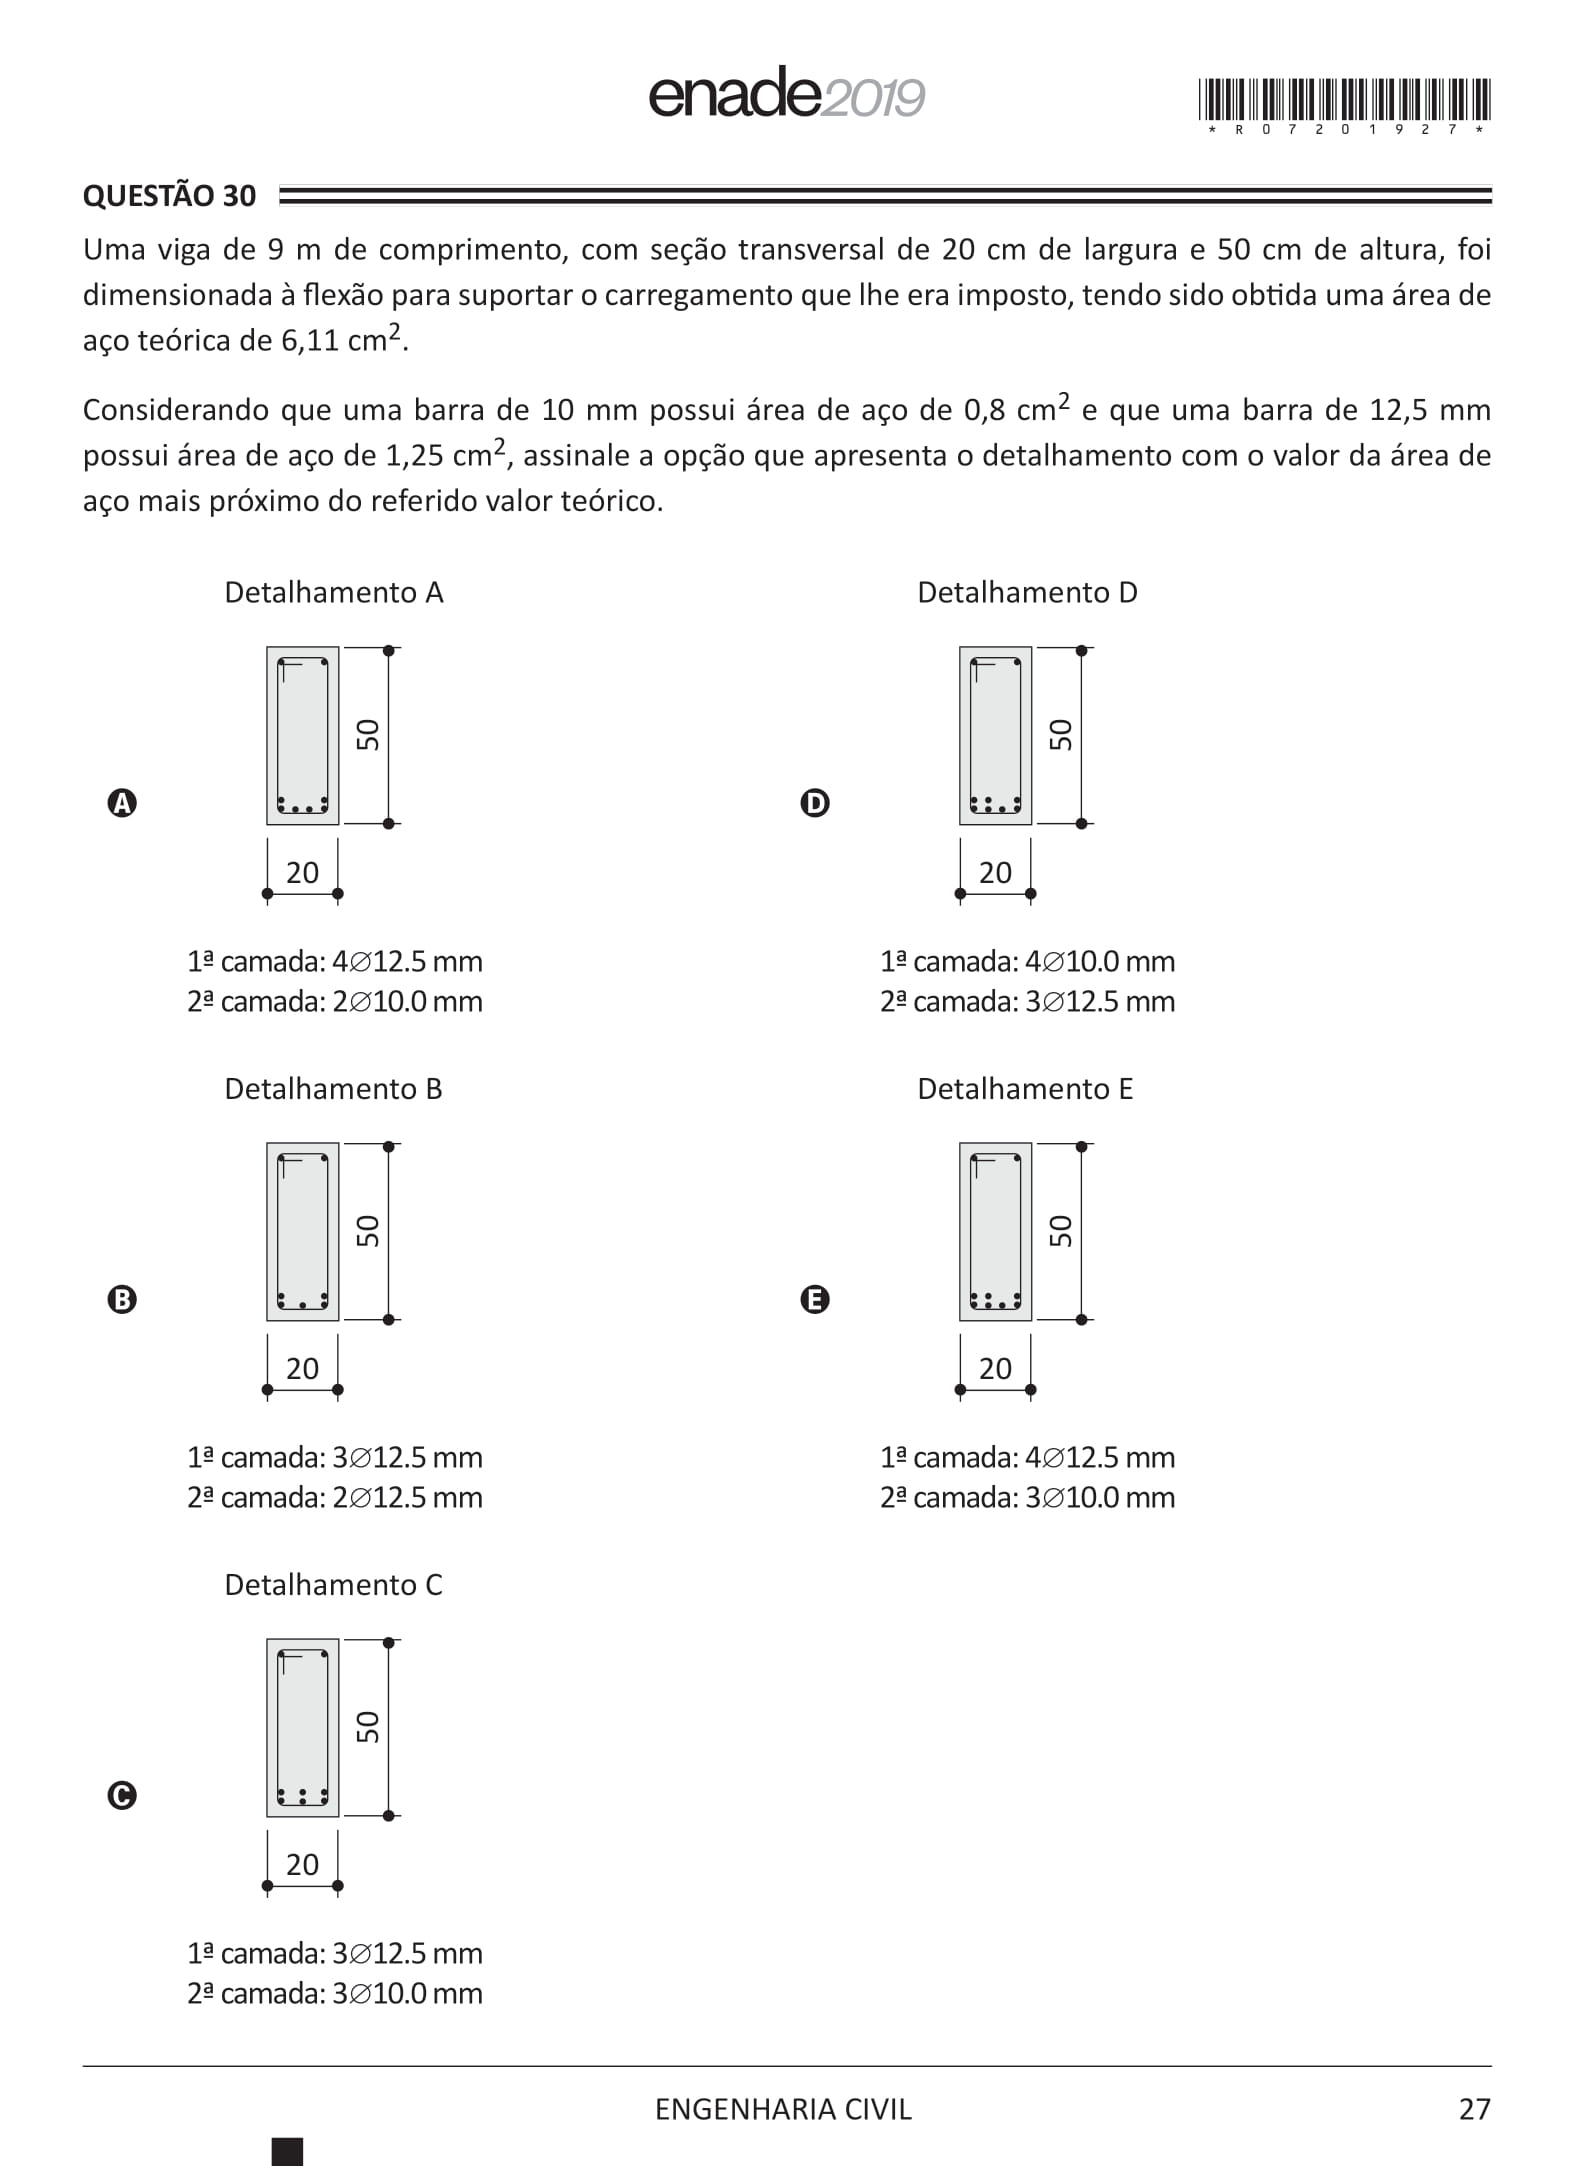 enade2019
* R 0 7 2 0 1 9 2 7 *
QUESTÃO 30
Uma viga de 9 m de comprimento, com seção transversal de 20 cm de largura e 50 cm de altura, foi
dimensionada à flexão para suportar o carregamento que lhe era imposto, tendo sido obtida uma área de
aço teórica de 6,11 cm².
Considerando que uma barra de 10 mm possui área de aço de 0,8 cm² e que uma barra de 12,5 mm
possui área de aço de 1,25 cm², assinale a opção que apresenta o detalhamento com o valor da área de
aço mais próximo do referido valor teórico.
Detalhamento A
50
A
20
1ª camada: 4∅12.5 mm
2ª camada: 2∅10.0 mm
Detalhamento B
50
B
20
1ª camada: 3∅12.5 mm
2ª camada: 2∅12.5 mm
Detalhamento C
50
C
20
1ª camada: 3∅12.5 mm
2ª camada: 3∅10.0 mm
Detalhamento D
50
D
20
1ª camada: 4∅10.0 mm
2ª camada: 3∅12.5 mm
Detalhamento E
50
E
20
1ª camada: 4∅12.5 mm
2ª camada: 3∅10.0 mm
ENGENHARIA CIVIL
27